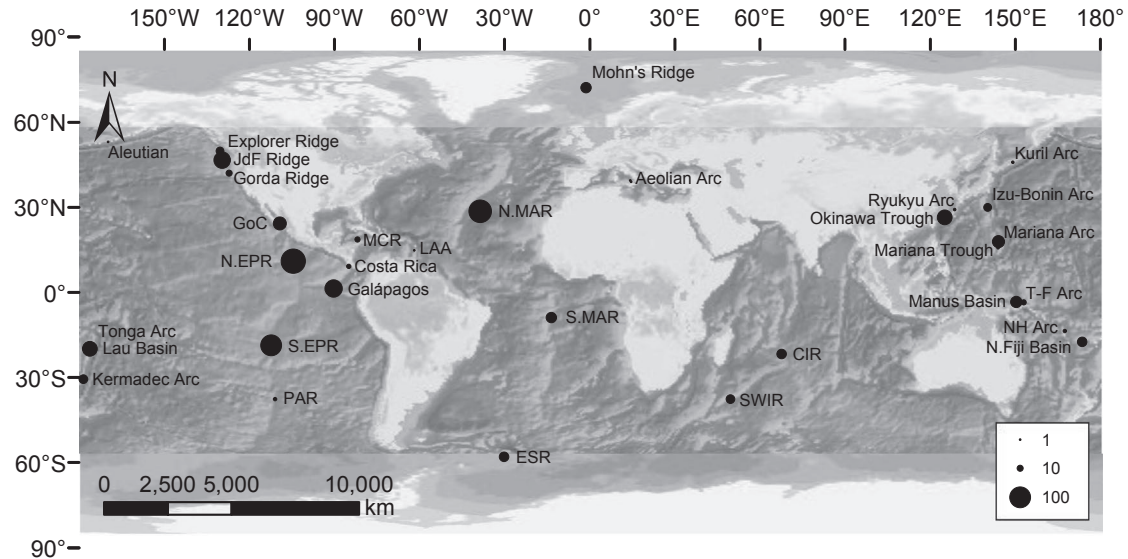 150°W 120°W 90°W 60°W 30°W 0° 30°E 60°E 90°E 120°E 150°E 180°
90°
N
Mohn's Ridge
60°N
Aleutian
Explorer Ridge
JdF Ridge
Gorda Ridge
Aeolian Arc
Kuril Arc
Izu-Bonin Arc
Ryukyu Arc
Okinawa Trough
30°N
GoC
N.MAR
MCR
LAA
Mariana Arc
Mariana Trough
N.EPR
Costa Rica
Galápagos
0°
Manus Basin
T-F Arc
S.MAR
NH Arc
N.Fiji Basin
Tonga Arc
Lau Basin
S.EPR
CIR
30°S
Kermadec Arc
PAR
SWIR
ESR
60°S
0 2,500 5,000 10,000
km
1
10
100
90°